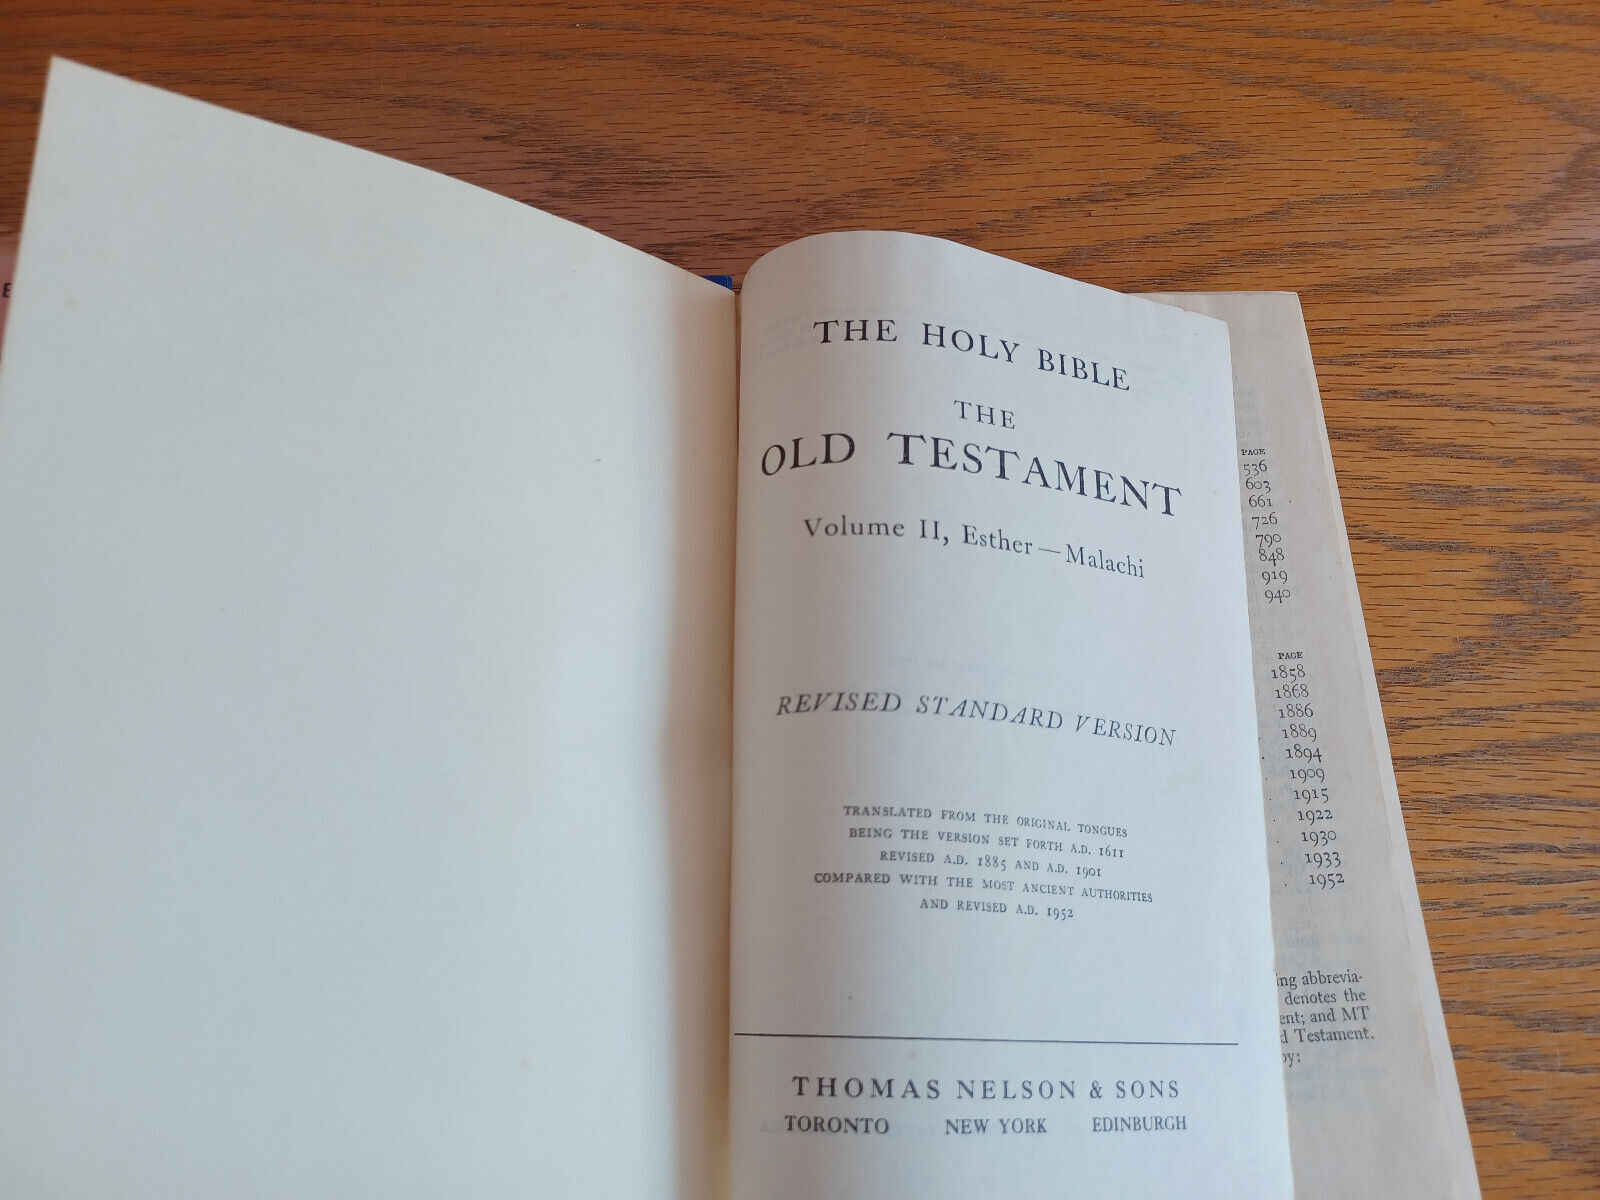 THE HOLY BIBLE
THE
OLD TESTAMENT
Volume II, Esther—Malachi
REVISED STANDARD VERSION
TRANSLATED FROM THE ORIGINAL TONGUES
BEING THE VERSION SET FORTH A.D. 1611
REVISED A.D. 1885 AND A.D. 1901
COMPARED WITH THE MOST ANCIENT AUTHORITIES
AND REVISED A.D. 1952
THOMAS NELSON & SONS
TORONTO NEW YORK EDINBURGH
PAGE
536
603
661
726
790
848
919
940
PAGE
1858
1868
1886
1889
. 1894
. 1909
. 1915
. 1922
. 1930
. 1933
. 1952
ing abbrevia-
denotes the
ent; and MT
d Testament.
by:
E